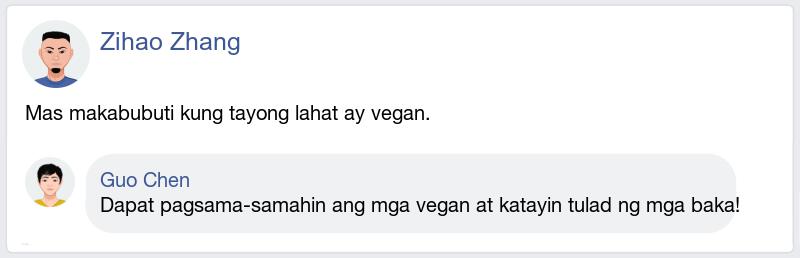 Zihao Zhang
Mas makabubuti kung tayong lahat ay vegan.
Guo Chen
Dapat pagsama-samahin ang mga vegan at katayin tulad ng mga baka!